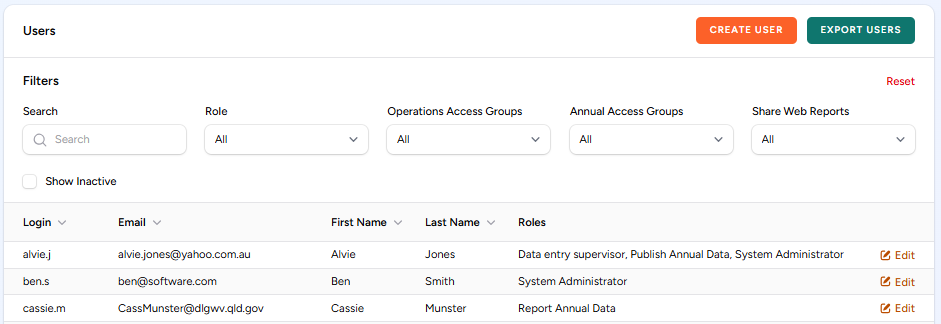 Users CREATE USER EXPORT USERS
Filters Reset
Search Role Operations Access Groups Annual Access Groups Share Web Reports
Search All All All All
Show Inactive
Login Email First Name Last Name Roles
alvie.j alvie.jones@yahoo.com.au Alvie Jones Data entry supervisor, Publish Annual Data, System Administrator Edit
ben.s ben@software.com Ben Smith System Administrator Edit
cassie.m CassMunster@dlgwv.qld.gov Cassie Munster Report Annual Data Edit